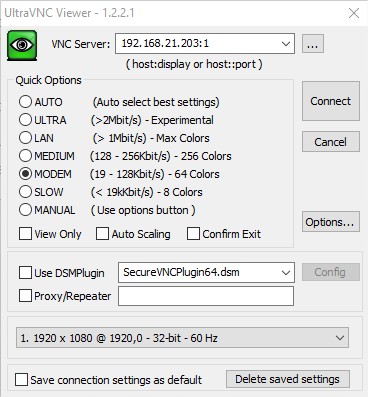 UltraVNC Viewer - 1.2.2.1
VNC Server: 192.168.21.203:1 ...
( host:display or host::port )
Quick Options
AUTO (Auto select best settings)
ULTRA (>2Mbit/s) - Experimental
LAN (> 1Mbit/s) - Max Colors
MEDIUM (128 - 256Kbit/s) - 256 Colors
MODEM (19 - 128Kbit/s) - 64 Colors
SLOW (< 19kKbit/s) - 8 Colors
MANUAL ( Use options button )
View Only Auto Scaling Confirm Exit
Connect
Cancel
Options...
Use DSMPlugin SecureVNCPlugin64.dsm Config
Proxy/Repeater
1. 1920 x 1080 @ 1920,0 - 32-bit - 60 Hz
Save connection settings as default Delete saved settings